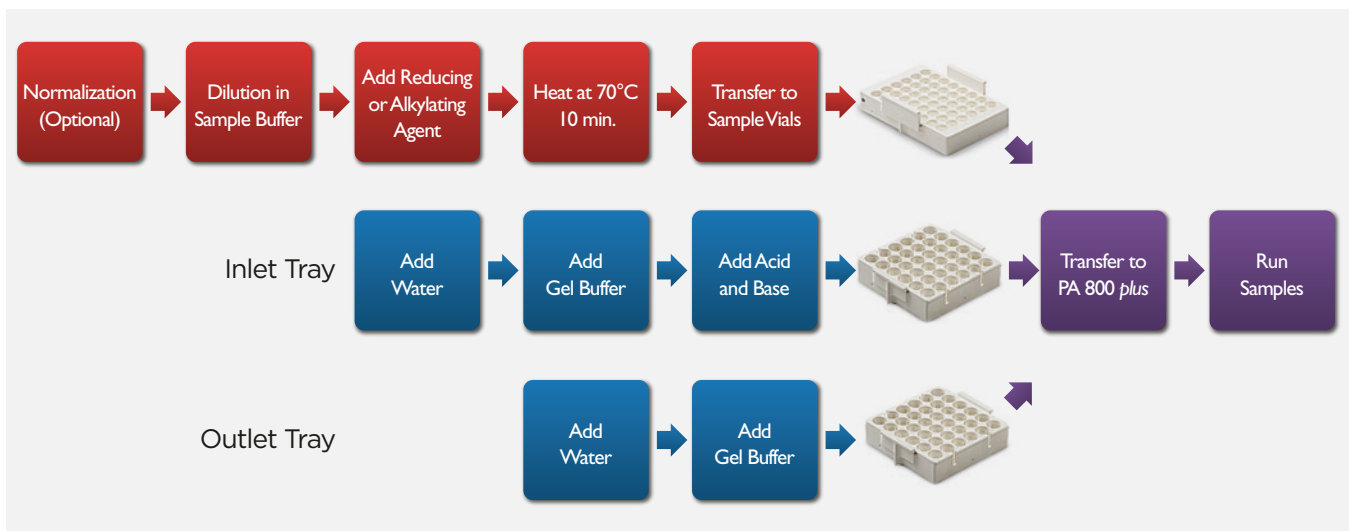 Normalization
(Optional)
Dilution in
Sample Buffer
Add Reducing
or Alkylating
Agent
Heat at 70°C
10 min.
Transfer to
Sample Vials
Inlet Tray
Add
Water
Add
Gel Buffer
Add Acid
and Base
Transfer to
PA 800 plus
Run
Samples
Outlet Tray
Add
Water
Add
Gel Buffer